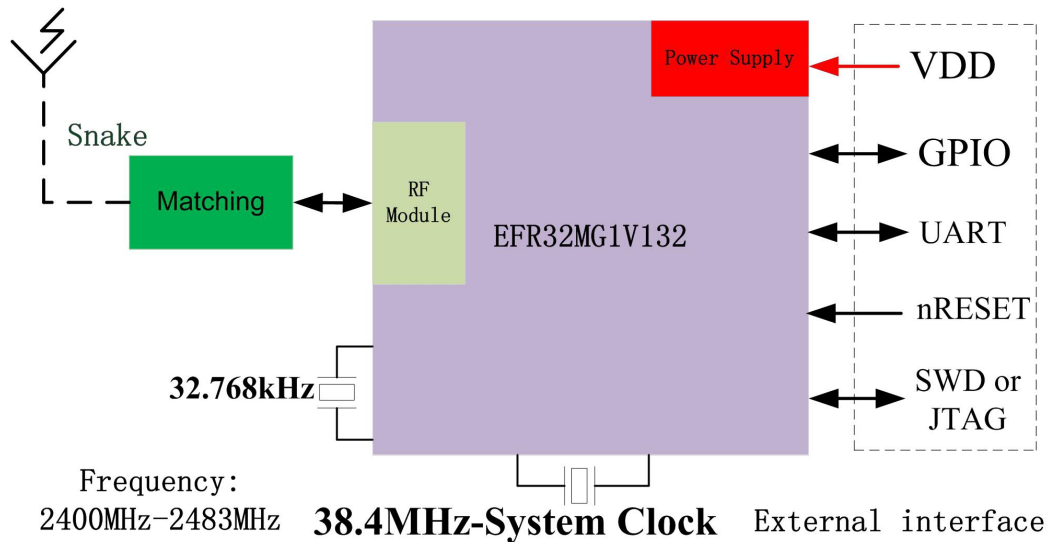 Power Supply
VDD
Snake
GPIO
Matching
RF
Module
EFR32MG1V132
UART
nRESET
32.768kHz
SWD or
JTAG
Frequency:
2400MHz-2483MHz
38.4MHz-System Clock
External interface